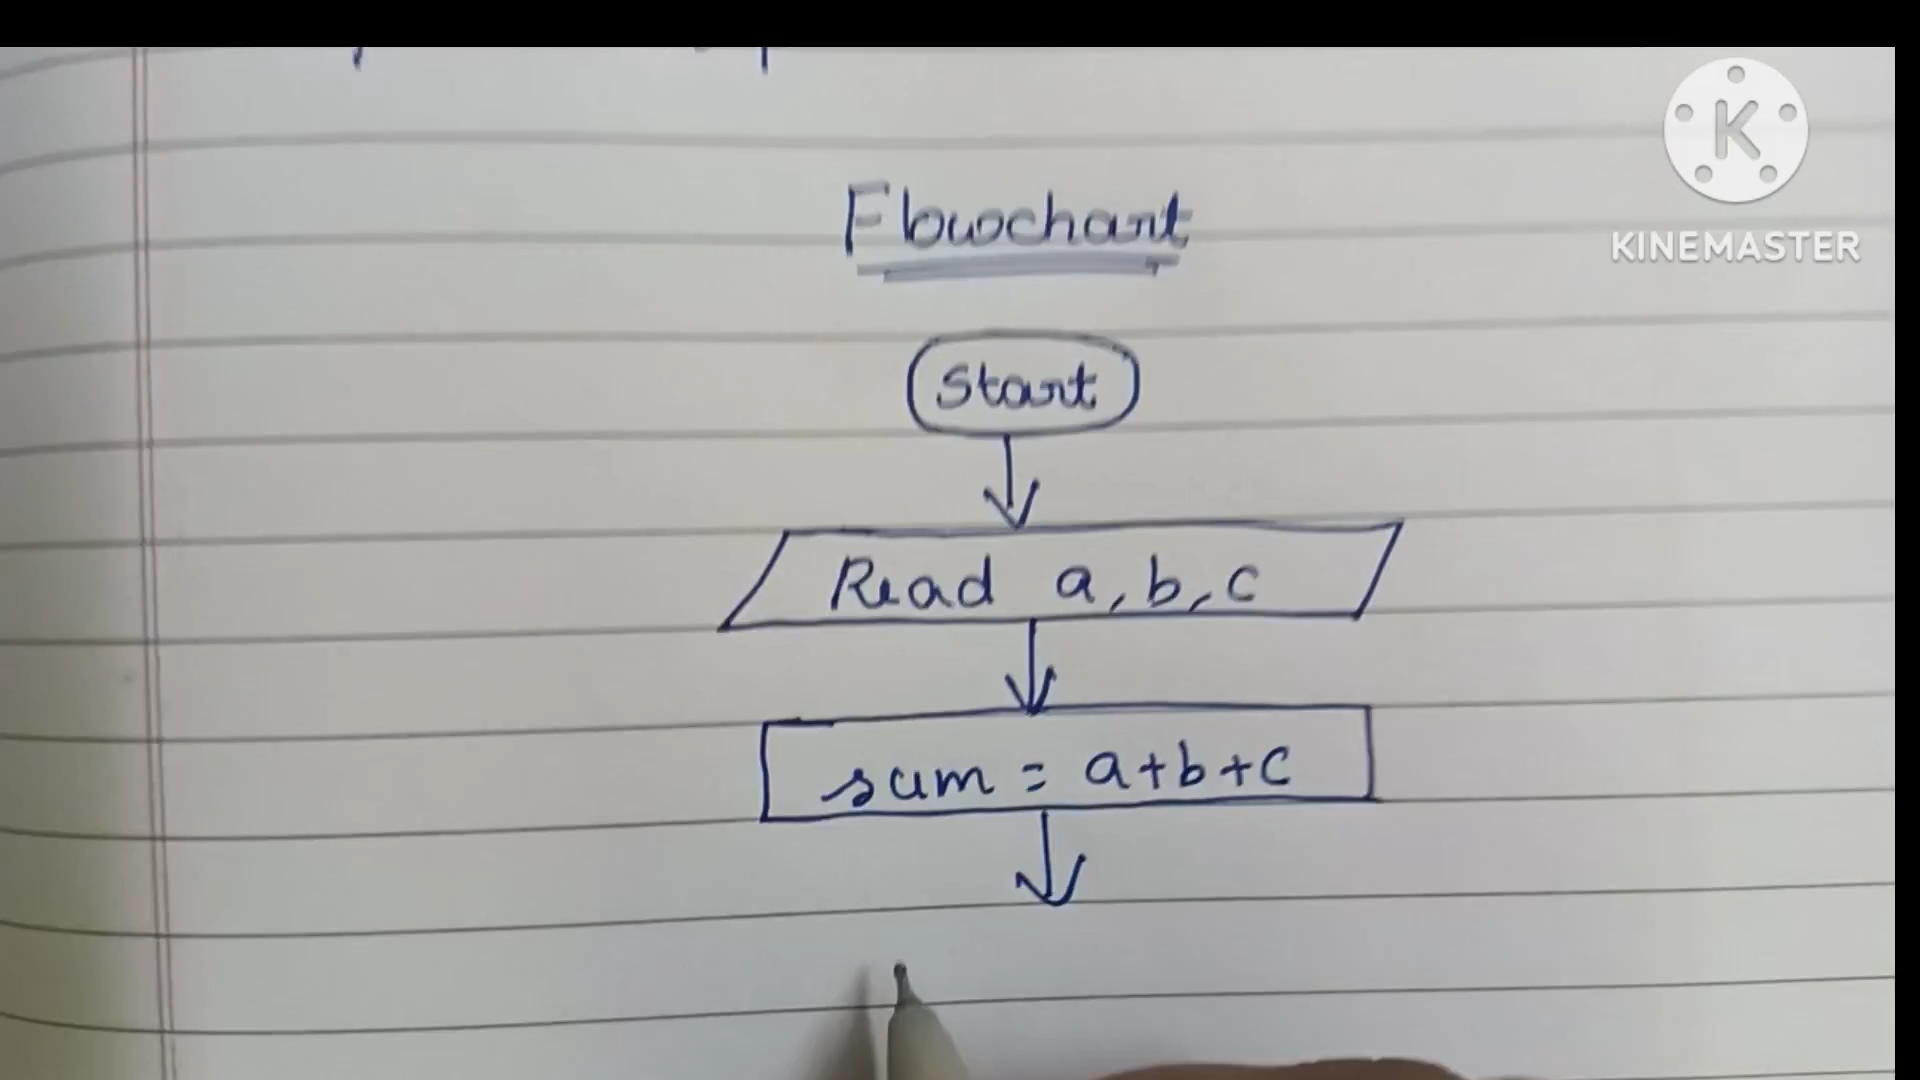 K
KINEMASTER
Flowchart
Start
Read a, b, c
sum = a+b+c